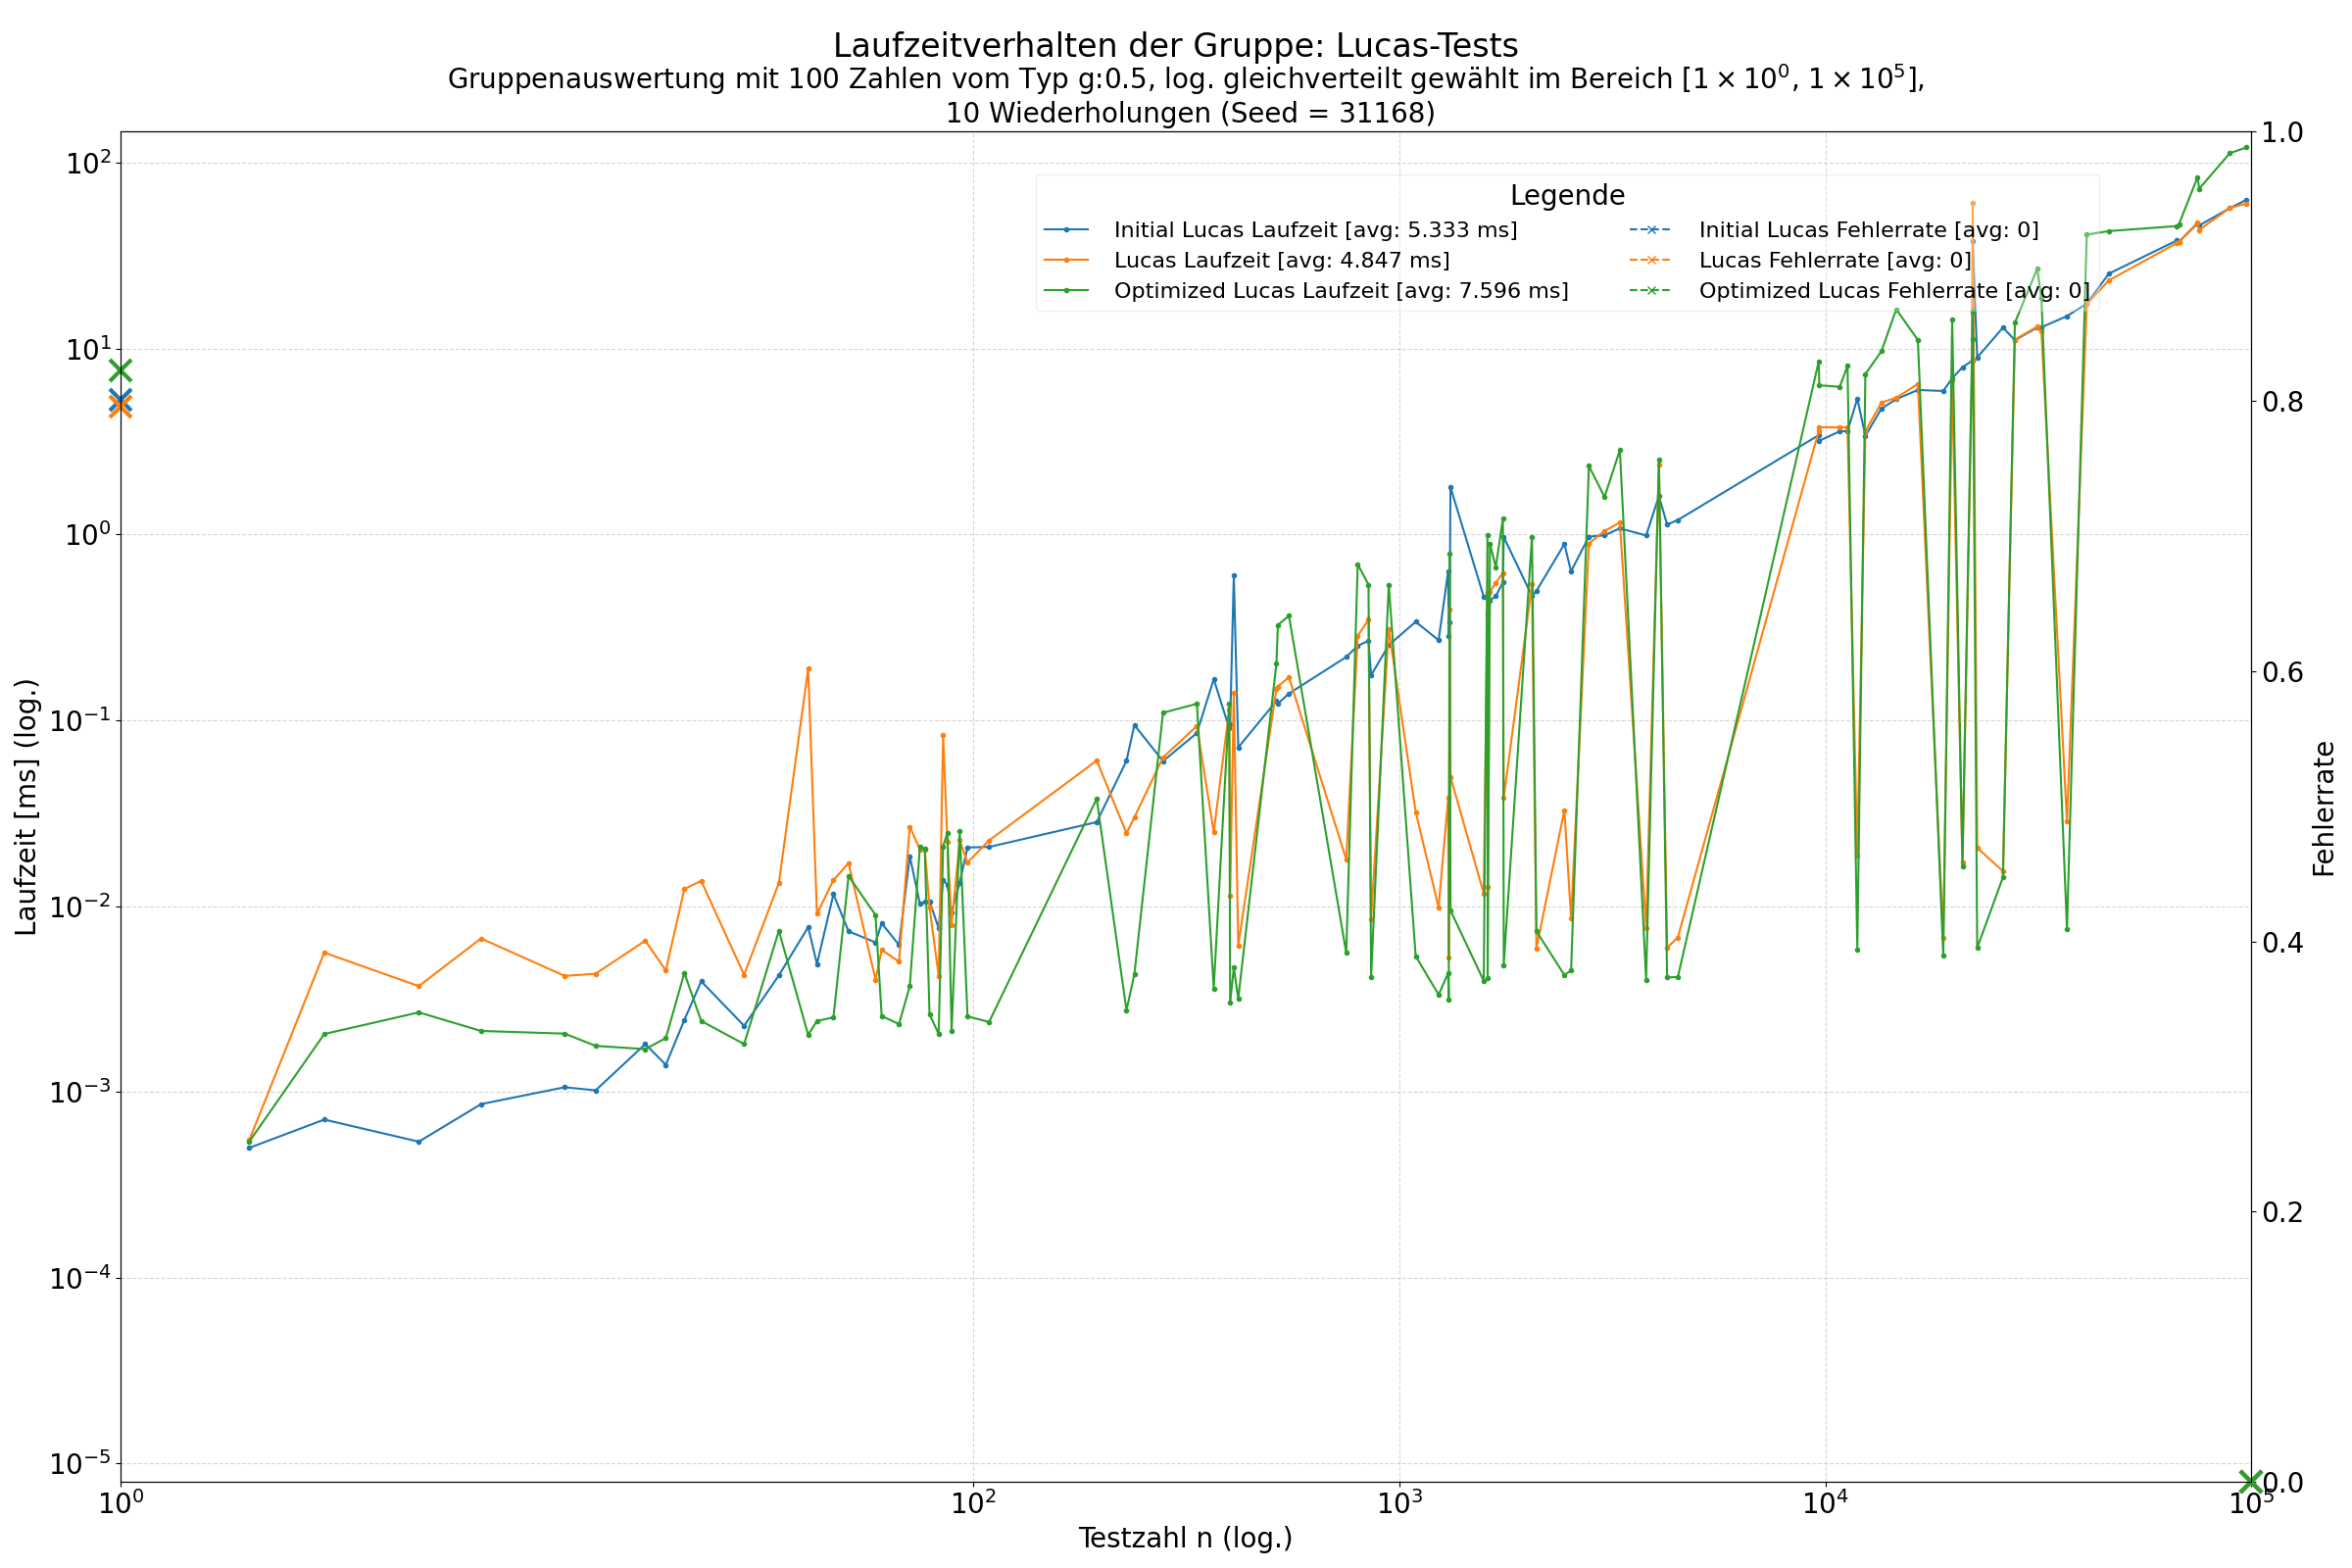 Laufzeitverhalten der Gruppe: Lucas-Tests
Gruppenauswertung mit 100 Zahlen vom Typ g:0.5, log. gleichverteilt gewählt im Bereich [1 × 10⁰, 1 × 10⁵],
10 Wiederholungen (Seed = 31168)
Legende
Initial Lucas Laufzeit [avg: 5.333 ms]
Lucas Laufzeit [avg: 4.847 ms]
Optimized Lucas Laufzeit [avg: 7.596 ms]
Initial Lucas Fehlerrate [avg: 0]
Lucas Fehlerrate [avg: 0]
Optimized Lucas Fehlerrate [avg: 0]
Laufzeit [ms] (log.)
10²
10¹
10⁰
10⁻¹
10⁻²
10⁻³
10⁻⁴
10⁻⁵
Fehlerrate
1.0
0.8
0.6
0.4
0.2
0.0
10⁰
10²
10³
10⁴
10⁵
Testzahl n (log.)